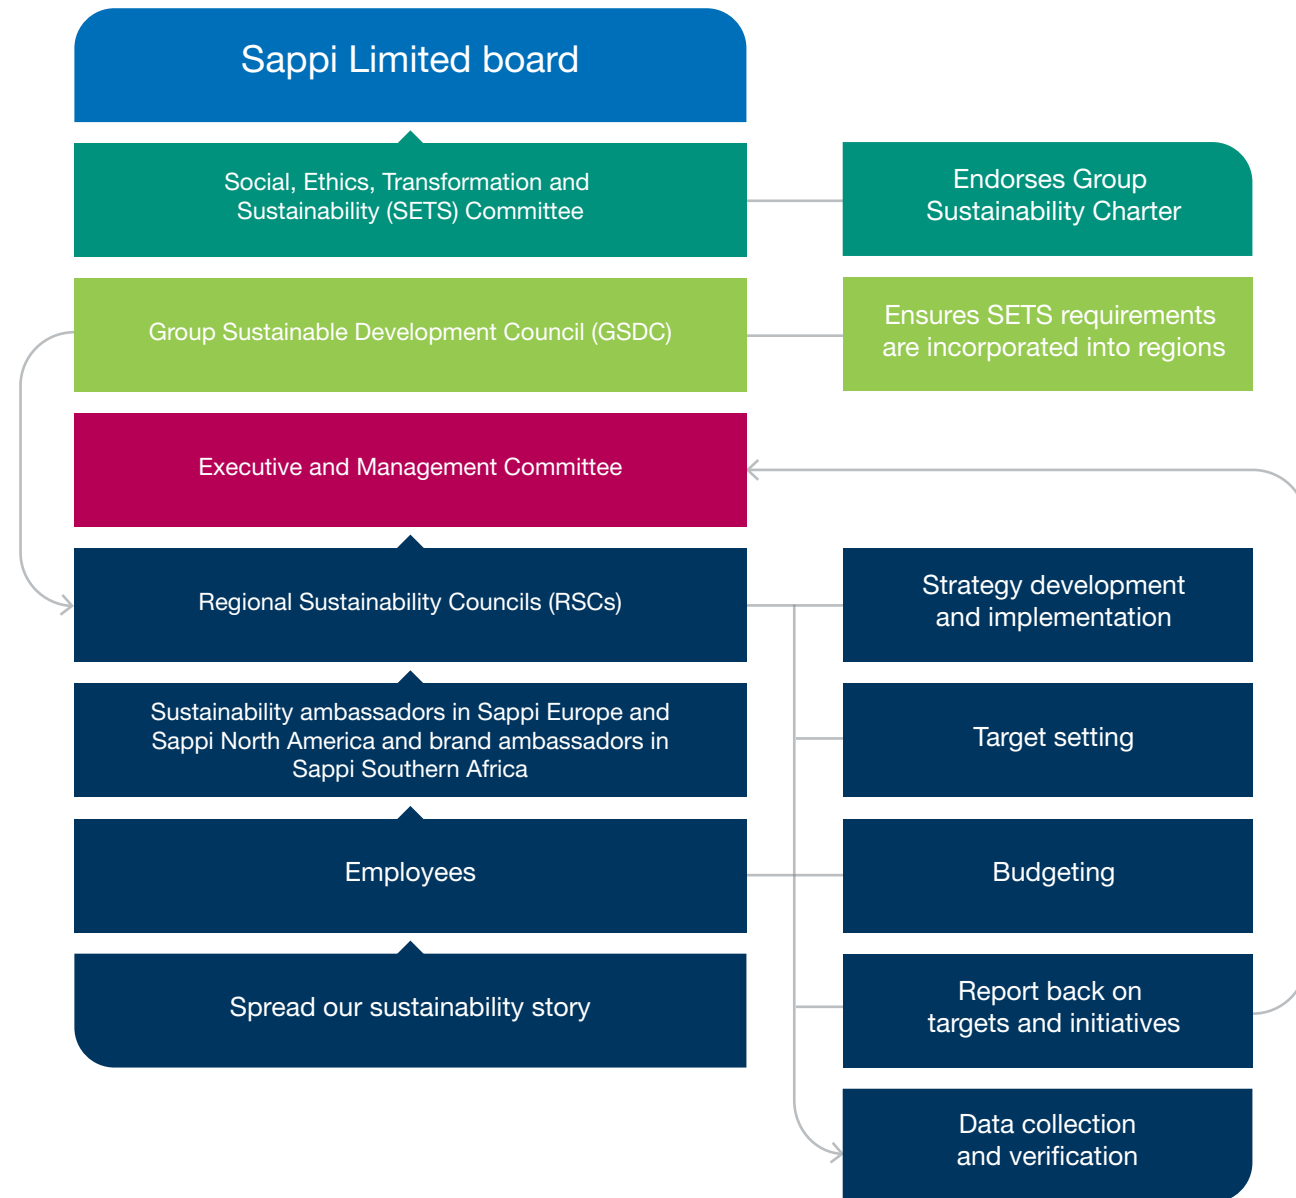 Sappi Limited board
Social, Ethics, Transformation and
Sustainability (SETS) Committee
Endorses Group
Sustainability Charter
Group Sustainable Development Council (GSDC)
Ensures SETS requirements
are incorporated into regions
Executive and Management Committee
Regional Sustainability Councils (RSCs)
Strategy development
and implementation
Sustainability ambassadors in Sappi Europe and
Sappi North America and brand ambassadors in
Sappi Southern Africa
Target setting
Employees
Budgeting
Spread our sustainability story
Report back on
targets and initiatives
Data collection
and verification